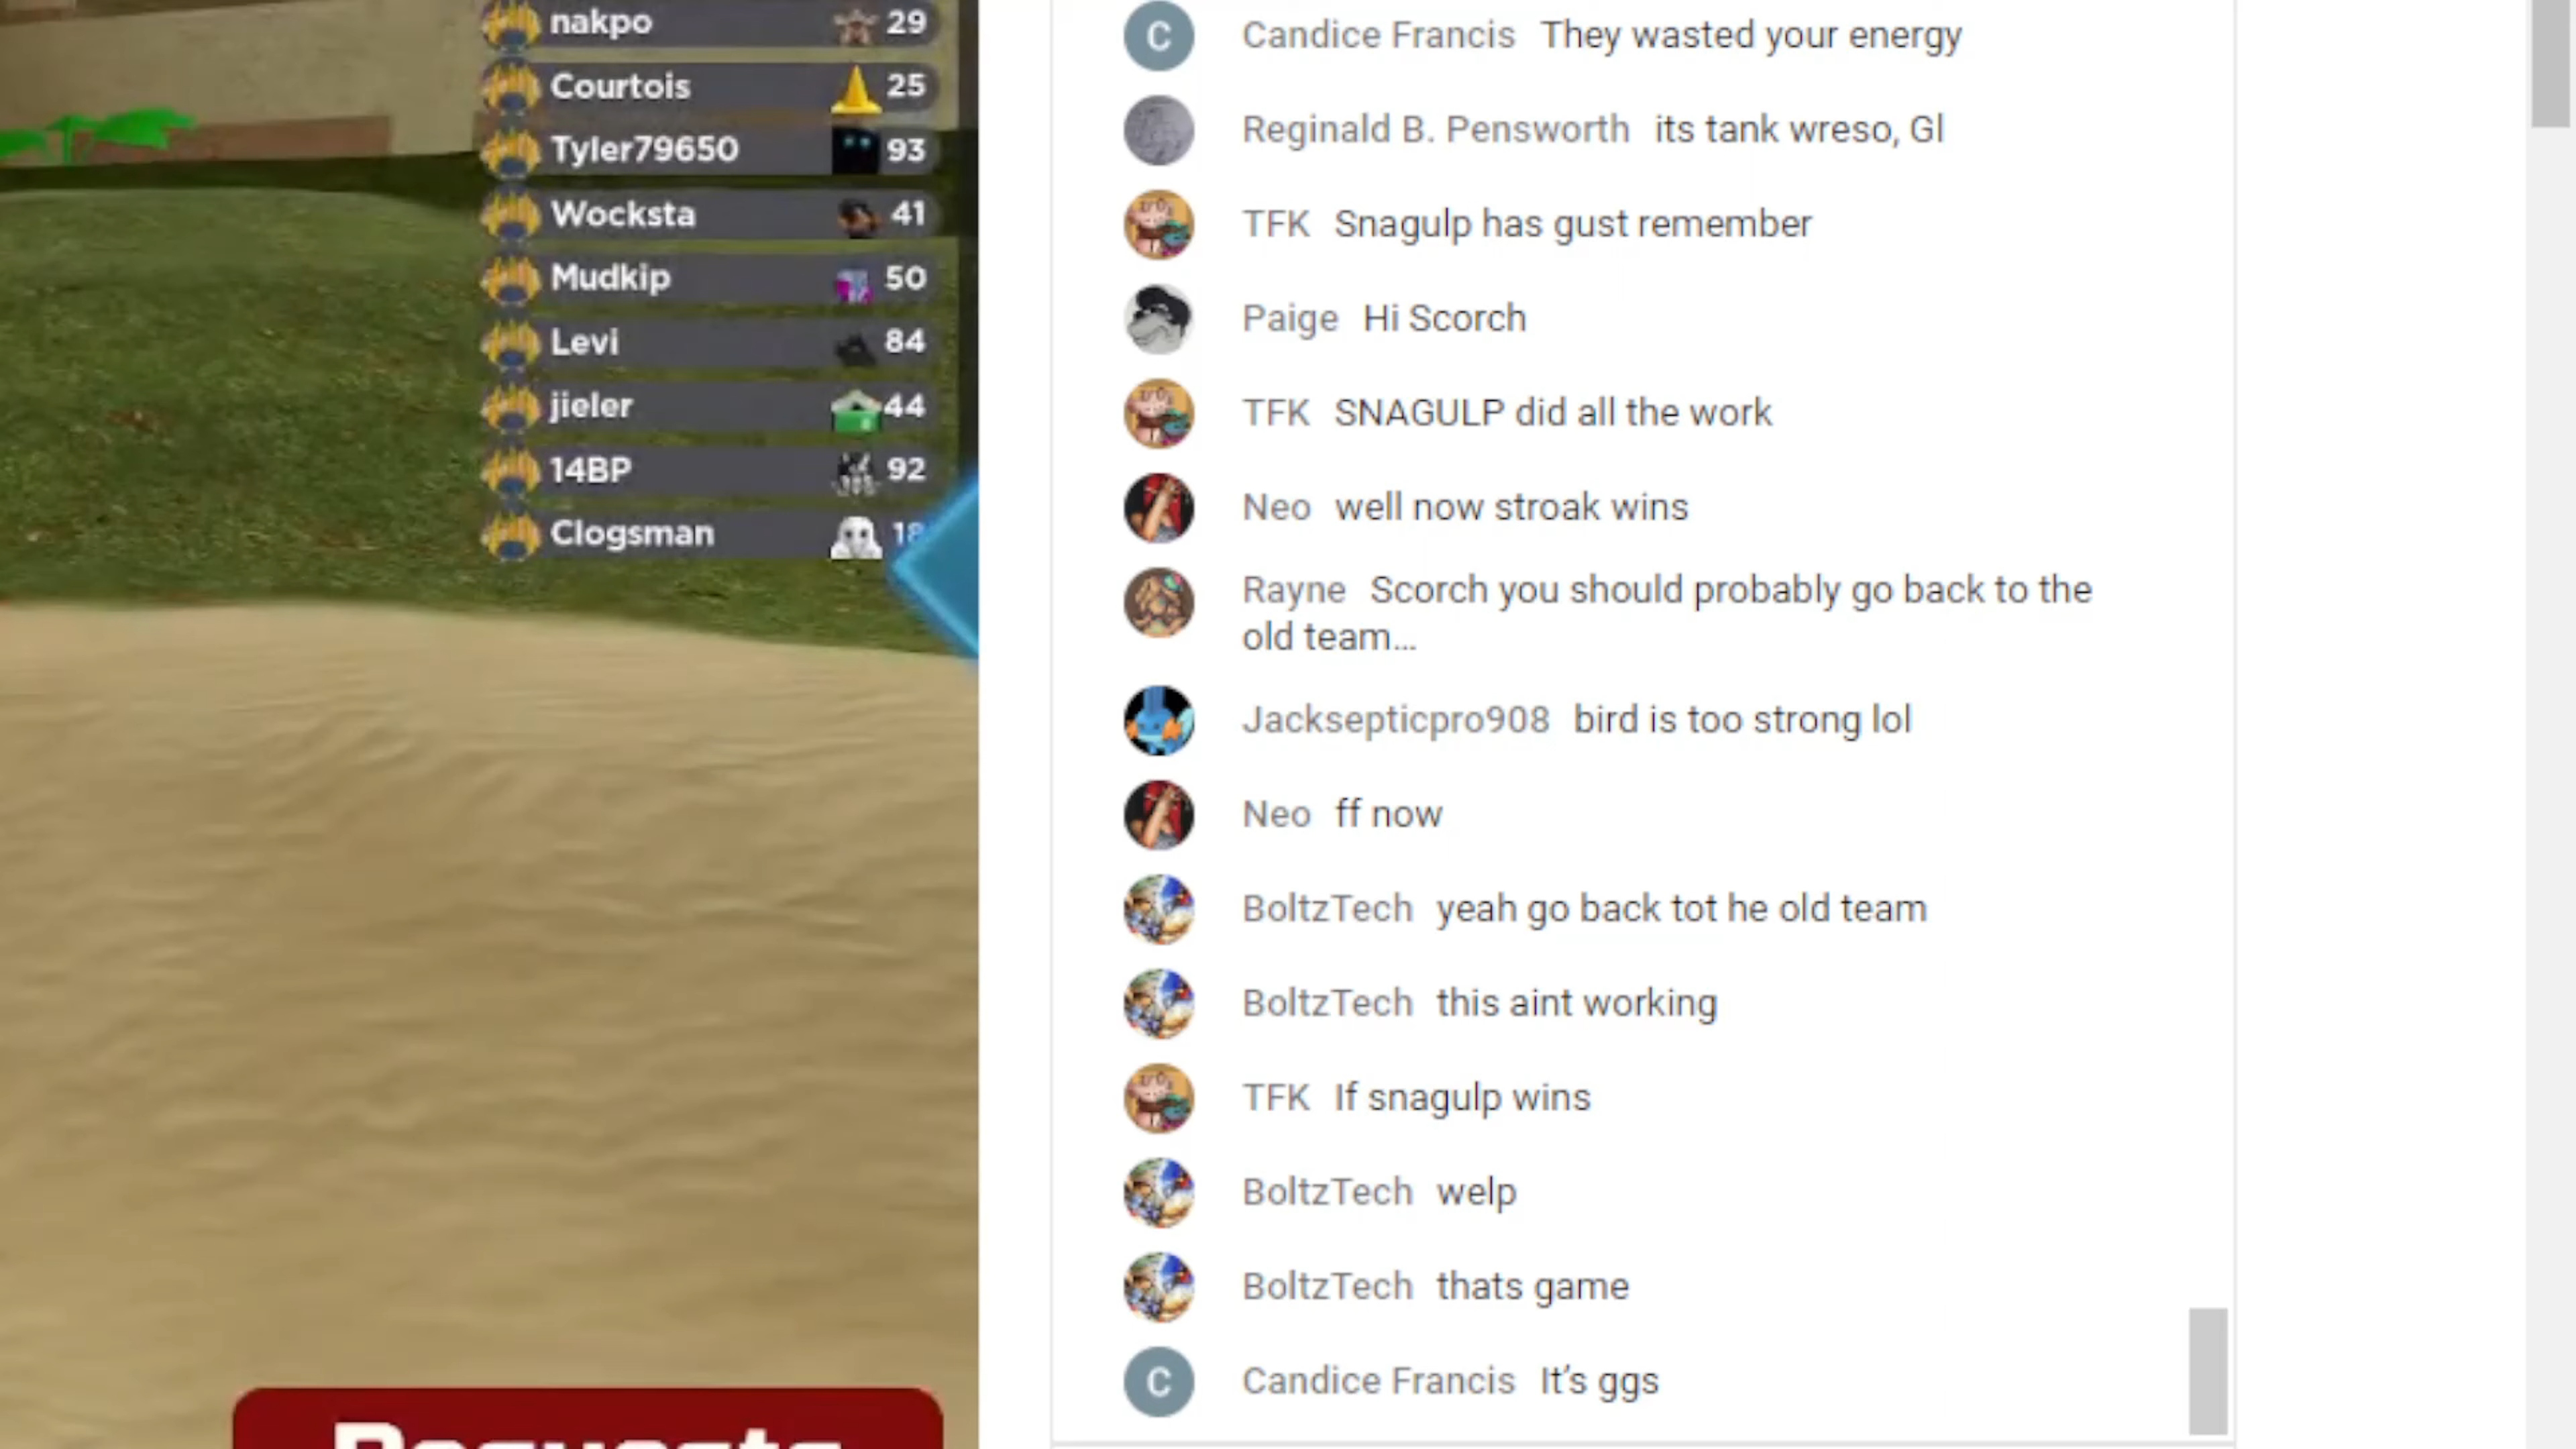 nakpo 29
Courtois 25
Tyler79650 93
Wocksta 41
Mudkip 50
Levi 84
jieler 44
14BP 92
Clogsman 18
Requests
C Candice Francis They wasted your energy
Reginald B. Pensworth its tank wreso, Gl
TFK Snagulp has gust remember
Paige Hi Scorch
TFK SNAGULP did all the work
Neo well now stroak wins
Rayne Scorch you should probably go back to the
old team...
Jacksepticpro908 bird is too strong lol
Neo ff now
BoltzTech yeah go back tot he old team
BoltzTech this aint working
TFK If snagulp wins
BoltzTech welp
BoltzTech thats game
C Candice Francis It's ggs